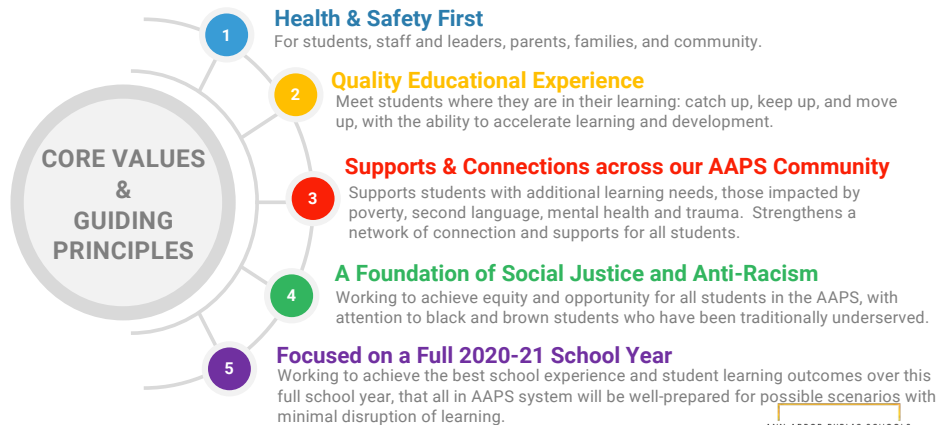 1
Health & Safety First
For students, staff and leaders, parents, families, and community.
2
Quality Educational Experience
Meet students where they are in their learning: catch up, keep up, and move
up, with the ability to accelerate learning and development.
CORE VALUES
&
GUIDING
PRINCIPLES
3
Supports & Connections across our AAPS Community
Supports students with additional learning needs, those impacted by
poverty, second language, mental health and trauma.  Strengthens a
network of connection and supports for all students.
4
A Foundation of Social Justice and Anti-Racism
Working to achieve equity and opportunity for all students in the AAPS, with
attention to black and brown students who have been traditionally underserved.
5
Focused on a Full 2020-21 School Year
Working to achieve the best school experience and student learning outcomes over this
full school year, that all in AAPS system will be well-prepared for possible scenarios with
minimal disruption of learning.